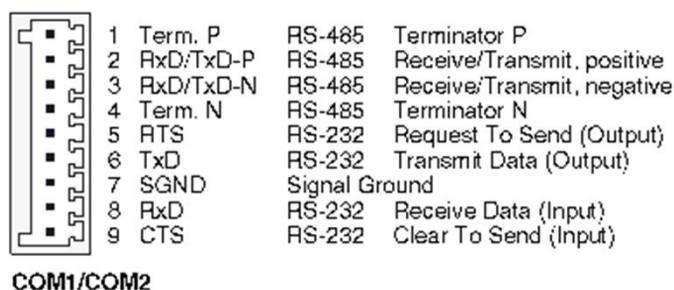 1 Term. P RS-485 Terminator P
2 RxD/TxD-P RS-485 Receive/Transmit, positive
3 RxD/TxD-N RS-485 Receive/Transmit, negative
4 Term. N RS-485 Terminator N
5 RTS RS-232 Request To Send (Output)
6 TxD RS-232 Transmit Data (Output)
7 SGND Signal Ground
8 RxD RS-232 Receive Data (Input)
9 CTS RS-232 Clear To Send (Input)
COM1/COM2